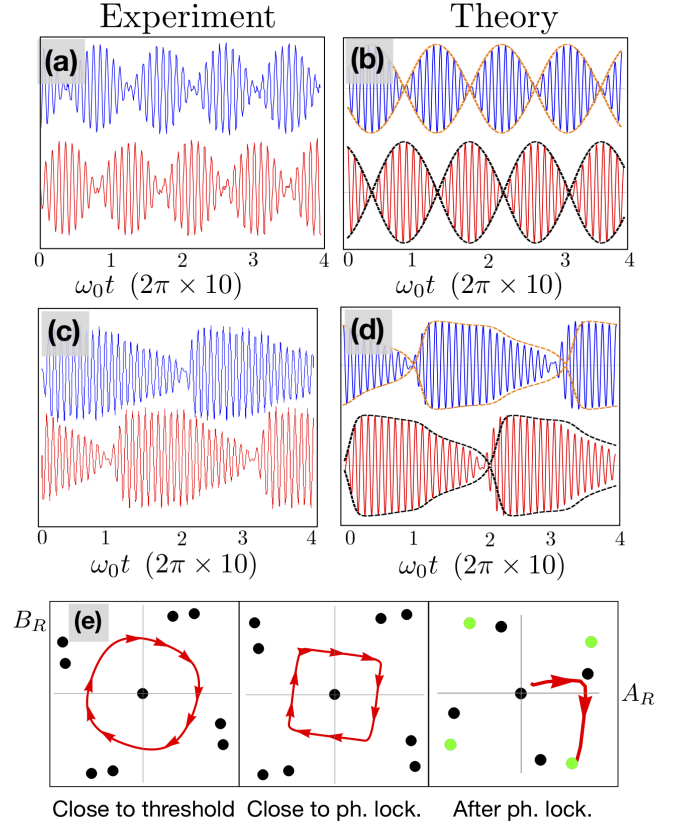 Experiment Theory
(a) (b)
0 1 2 3 4 0 1 2 3 4
ω₀t (2π × 10) ω₀t (2π × 10)
(c) (d)
0 1 2 3 4 0 1 2 3 4
ω₀t (2π × 10) ω₀t (2π × 10)
B_R (e)
A_R
Close to threshold Close to ph. lock. After ph. lock.